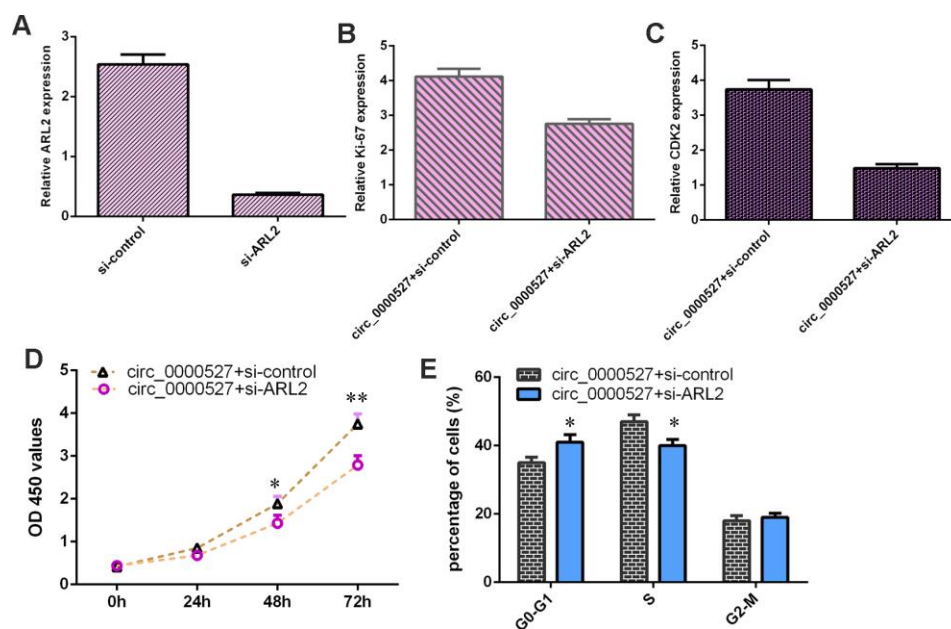 A
Relative ARL2 expression
3
2
1
0
si-control
si-ARL2
B
Relative Ki-67 expression
5
4
3
2
1
0
circ_0000527+si-control
circ_0000527+si-ARL2
C
Relative CDK2 expression
5
4
3
2
1
0
circ_0000527+si-control
circ_0000527+si-ARL2
D
circ_0000527+si-control
circ_0000527+si-ARL2
OD 450 values
5
4
3
2
1
0
*
**
0h
24h
48h
72h
E
circ_0000527+si-control
circ_0000527+si-ARL2
percentage of cells (%)
60
40
20
0
*
*
G0-G1
S
G2-M